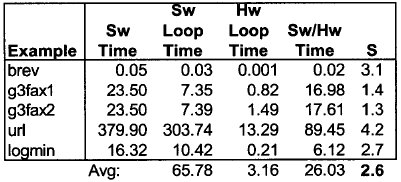 Example Sw Time Sw Loop Time Hw Loop Time Sw/Hw Time S
brev 0.05 0.03 0.001 0.02 3.1
g3fax1 23.50 7.35 0.82 16.98 1.4
g3fax2 23.50 7.39 1.49 17.61 1.3
url 379.90 303.74 13.29 89.45 4.2
logmin 16.32 10.42 0.21 6.12 2.7
Avg: 65.78 3.16 26.03 2.6